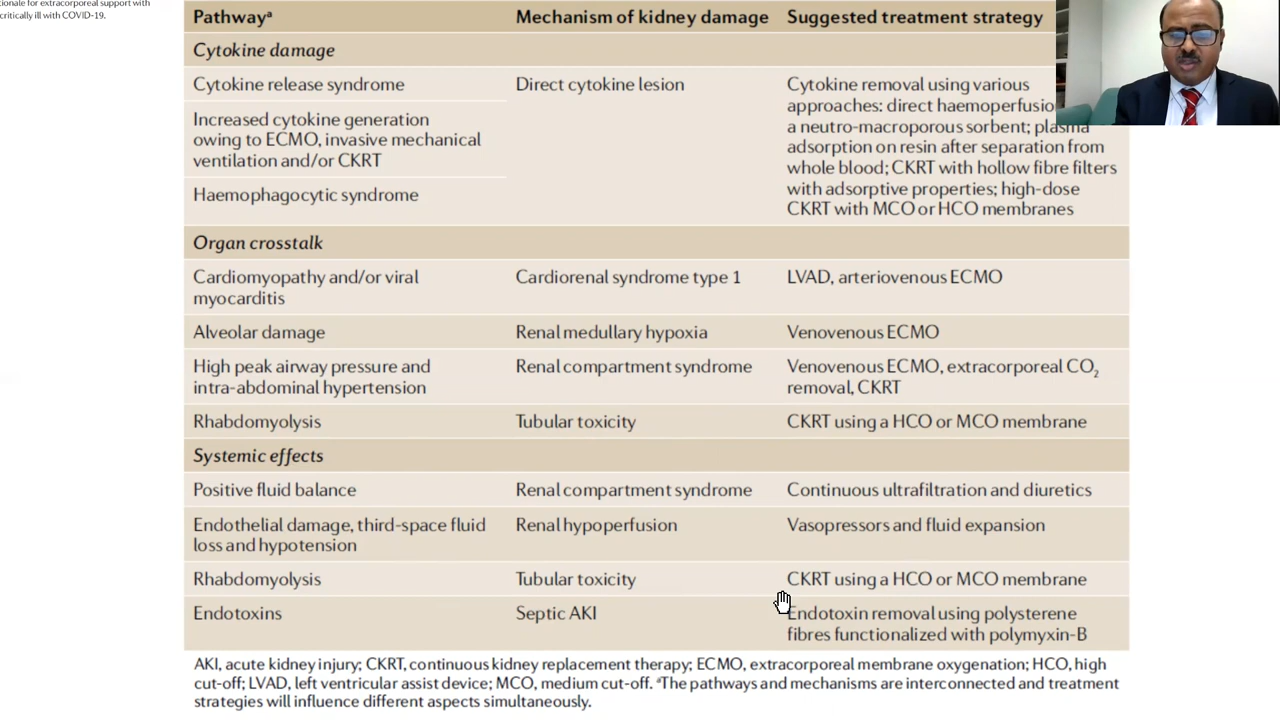 tionale for extracorporeal support with
critically ill with COVID-19.
Pathwayᵃ Mechanism of kidney damage Suggested treatment strategy
Cytokine damage
Cytokine release syndrome Direct cytokine lesion Cytokine removal using various
approaches: direct haemoperfusio
Increased cytokine generation a neutro-macroporous sorbent; plasma
owing to ECMO, invasive mechanical adsorption on resin after separation from
ventilation and/or CKRT whole blood; CKRT with hollow fibre filters
Haemophagocytic syndrome with adsorptive properties; high-dose
CKRT with MCO or HCO membranes
Organ crosstalk
Cardiomyopathy and/or viral Cardiorenal syndrome type 1 LVAD, arteriovenous ECMO
myocarditis
Alveolar damage Renal medullary hypoxia Venovenous ECMO
High peak airway pressure and Renal compartment syndrome Venovenous ECMO, extracorporeal CO₂
intra-abdominal hypertension removal, CKRT
Rhabdomyolysis Tubular toxicity CKRT using a HCO or MCO membrane
Systemic effects
Positive fluid balance Renal compartment syndrome Continuous ultrafiltration and diuretics
Endothelial damage, third-space fluid Renal hypoperfusion Vasopressors and fluid expansion
loss and hypotension
Rhabdomyolysis Tubular toxicity CKRT using a HCO or MCO membrane
Endotoxins Septic AKI Endotoxin removal using polysterene
fibres functionalized with polymyxin-B
AKI, acute kidney injury; CKRT, continuous kidney replacement therapy; ECMO, extracorporeal membrane oxygenation; HCO, high
cut-off; LVAD, left ventricular assist device; MCO, medium cut-off. ᵃThe pathways and mechanisms are interconnected and treatment
strategies will influence different aspects simultaneously.